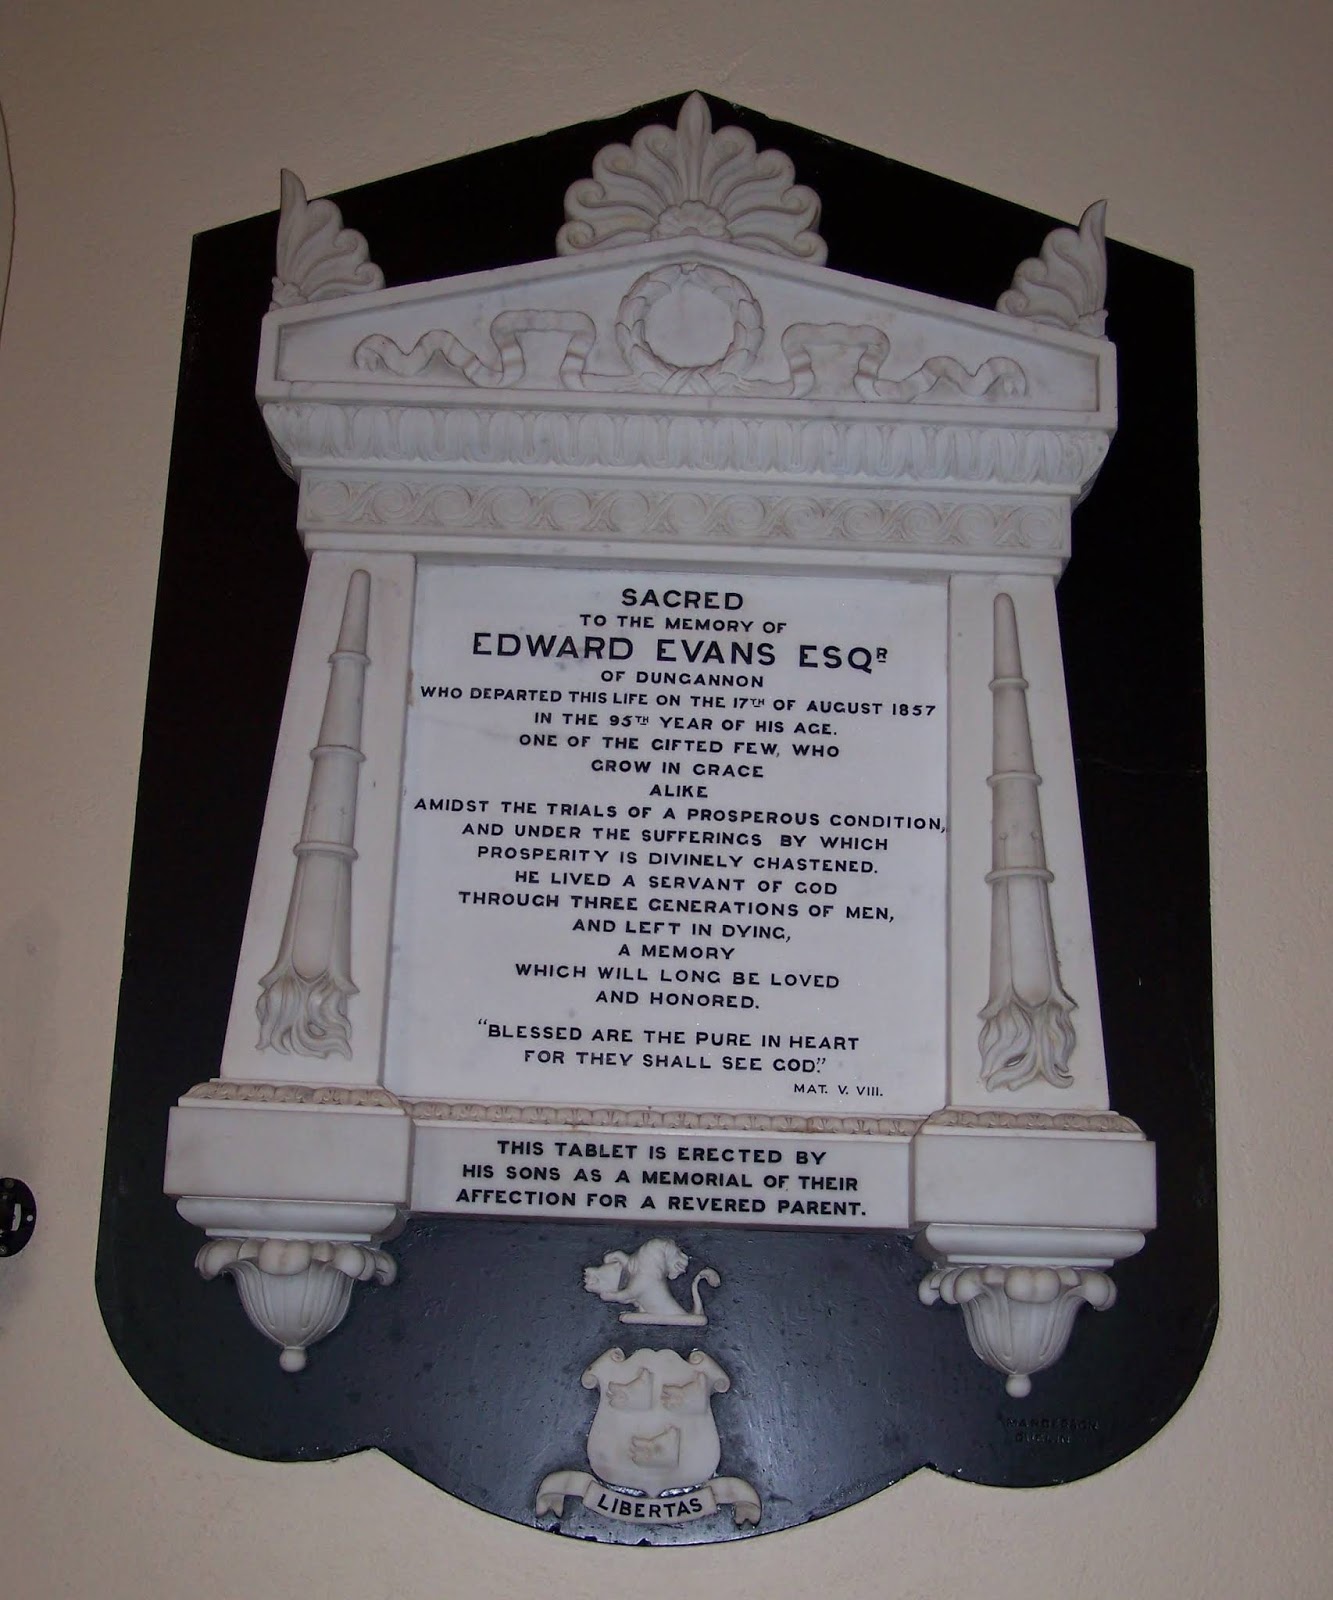 SACRED
TO THE MEMORY OF
EDWARD EVANS ESQR
OF DUNGANNON
WHO DEPARTED THIS LIFE ON THE 17TH OF AUGUST 1857
IN THE 95TH YEAR OF HIS AGE.
ONE OF THE GIFTED FEW, WHO
GROW IN GRACE
ALIKE
AMIDST THE TRIALS OF A PROSPEROUS CONDITION,
AND UNDER THE SUFFERINGS BY WHICH
PROSPERITY IS DIVINELY CHASTENED.
HE LIVED A SERVANT OF GOD
THROUGH THREE GENERATIONS OF MEN,
AND LEFT IN DYING,
A MEMORY
WHICH WILL LONG BE LOVED
AND HONORED.
"BLESSED ARE THE PURE IN HEART
FOR THEY SHALL SEE GOD."
MAT. V. VIII.
THIS TABLET IS ERECTED BY
HIS SONS AS A MEMORIAL OF THEIR
AFFECTION FOR A REVERED PARENT.
LIBERTAS